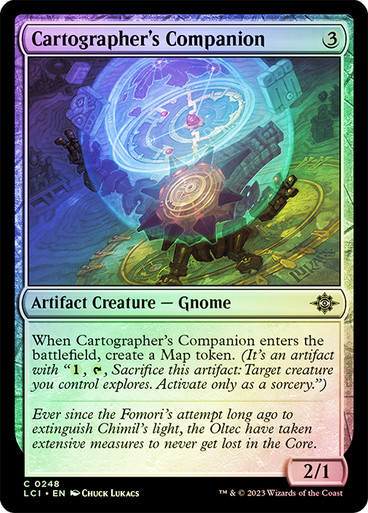 Cartographer's Companion 3
LUKACS
Artifact Creature — Gnome
When Cartographer's Companion enters the
battlefield, create a Map token. (It's an artifact
with “1, , Sacrifice this artifact: Target creature
you control explores. Activate only as a sorcery.”)
Ever since the Fomori's attempt long ago to
extinguish Chimil's light, the Oltec have taken
extensive measures to never get lost in the Core.
2/1
C 0248
LCI • EN Chuck Lukacs
™ & © 2023 Wizards of the Coast